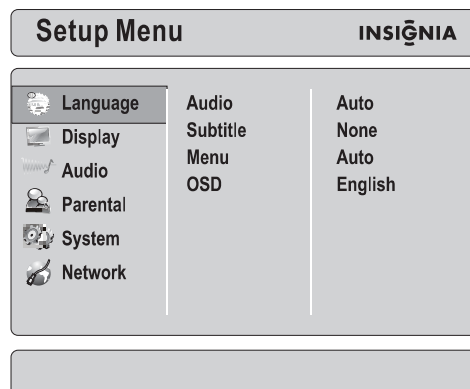 Setup Menu
INSIGNIA
Language
Display
Audio
Parental
System
Network
Audio Auto
Subtitle None
Menu Auto
OSD English